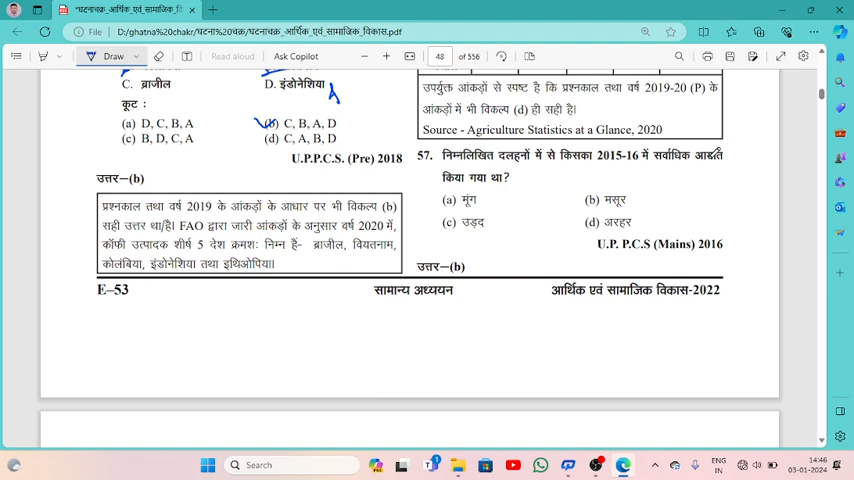 घटनाचक्र_आर्थिक_एवं_सामाजिक_वि
File
D:/ghatna%20chakr/घटना%20चक्र/घटनाचक्र_आर्थिक_एवं_सामाजिक_विकास.pdf
Draw
Read aloud
Ask Copilot
48 of 556
C. ब्राजील D. इंडोनेशिया
A
कूट :
(a) D, C, B, A (b) C, B, A, D
(c) B, D, C, A (d) C, A, B, D
U.P.P.C.S. (Pre) 2018
उत्तर–(b)
प्रश्नकाल तथा वर्ष 2019 के आंकड़ों के आधार पर भी विकल्प (b)
सही उत्तर था/है। FAO द्वारा जारी आंकड़ों के अनुसार वर्ष 2020 में,
कॉफी उत्पादक शीर्ष 5 देश क्रमशः निम्न हैं- ब्राजील, वियतनाम,
कोलंबिया, इंडोनेशिया तथा इथिओपिया।
उपर्युक्त आंकड़ों से स्पष्ट है कि प्रश्नकाल तथा वर्ष 2019-20 (P) के
आंकड़ों में भी विकल्प (d) ही सही है।
Source - Agriculture Statistics at a Glance, 2020
57. निम्नलिखित दलहनों में से किसका 2015-16 में सर्वाधिक
किया गया था?
(a) मूंग (b) मसूर
(c) उड़द (d) अरहर
U.P. P.C.S (Mains) 2016
उत्तर–(b)
E–53 सामान्य अध्ययन आर्थिक एवं सामाजिक विकास-2022
Search
ENG
IN
14:46
03-01-2024